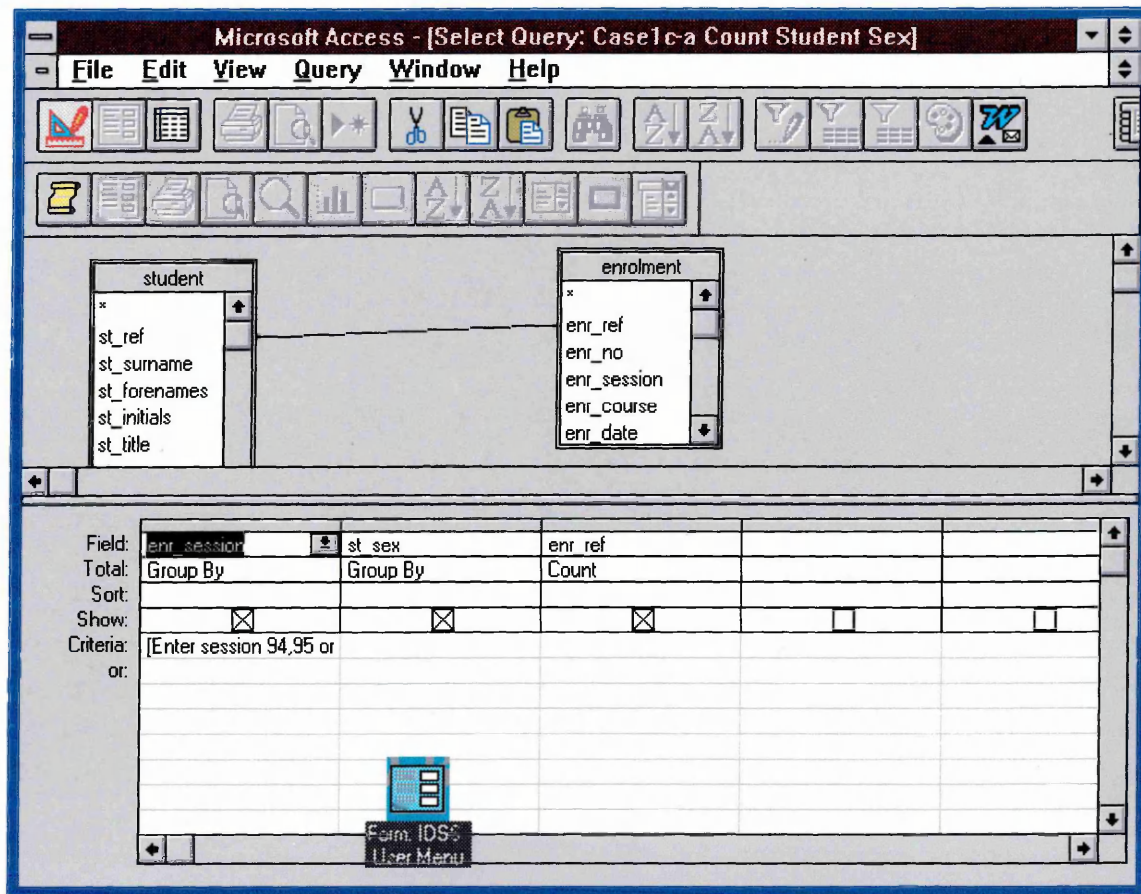 Microsoft Access - [Select Query: Case1c-a Count Student Sex]
File Edit View Query Window Help
student
*
st_ref
st_surname
st_forenames
st_initials
st_title
enrolment
*
enr_ref
enr_no
enr_session
enr_course
enr_date
Field: enr_session st_sex enr_ref
Total: Group By Group By Count
Sort:
Show:
Criteria: [Enter session 94,95 or
or:
Form: IDSS
User Menu